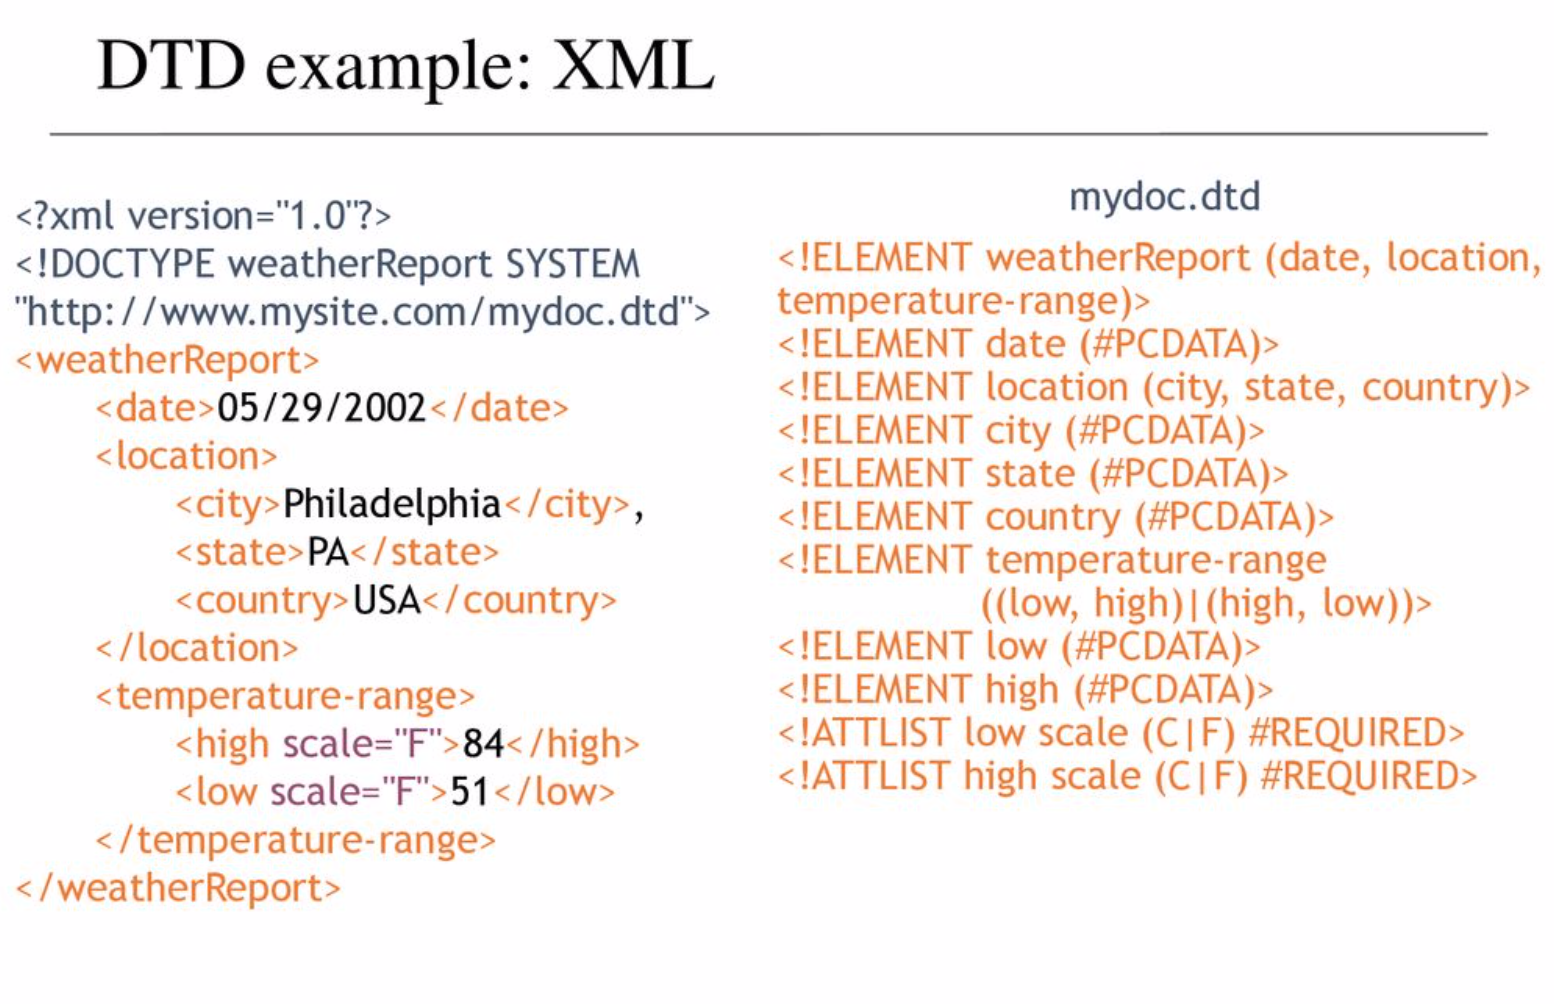 DTD example: XML
<?xml version="1.0"?>
<!DOCTYPE weatherReport SYSTEM
"http://www.mysite.com/mydoc.dtd">
<weatherReport>
<date>05/29/2002</date>
<location>
<city>Philadelphia</city>,
<state>PA</state>
<country>USA</country>
</location>
<temperature-range>
<high scale="F">84</high>
<low scale="F">51</low>
</temperature-range>
</weatherReport>
mydoc.dtd
<!ELEMENT weatherReport (date, location,
temperature-range)>
<!ELEMENT date (#PCDATA)>
<!ELEMENT location (city, state, country)>
<!ELEMENT city (#PCDATA)>
<!ELEMENT state (#PCDATA)>
<!ELEMENT country (#PCDATA)>
<!ELEMENT temperature-range
((low, high)|(high, low))>
<!ELEMENT low (#PCDATA)>
<!ELEMENT high (#PCDATA)>
<!ATTLIST low scale (C|F) #REQUIRED>
<!ATTLIST high scale (C|F) #REQUIRED>